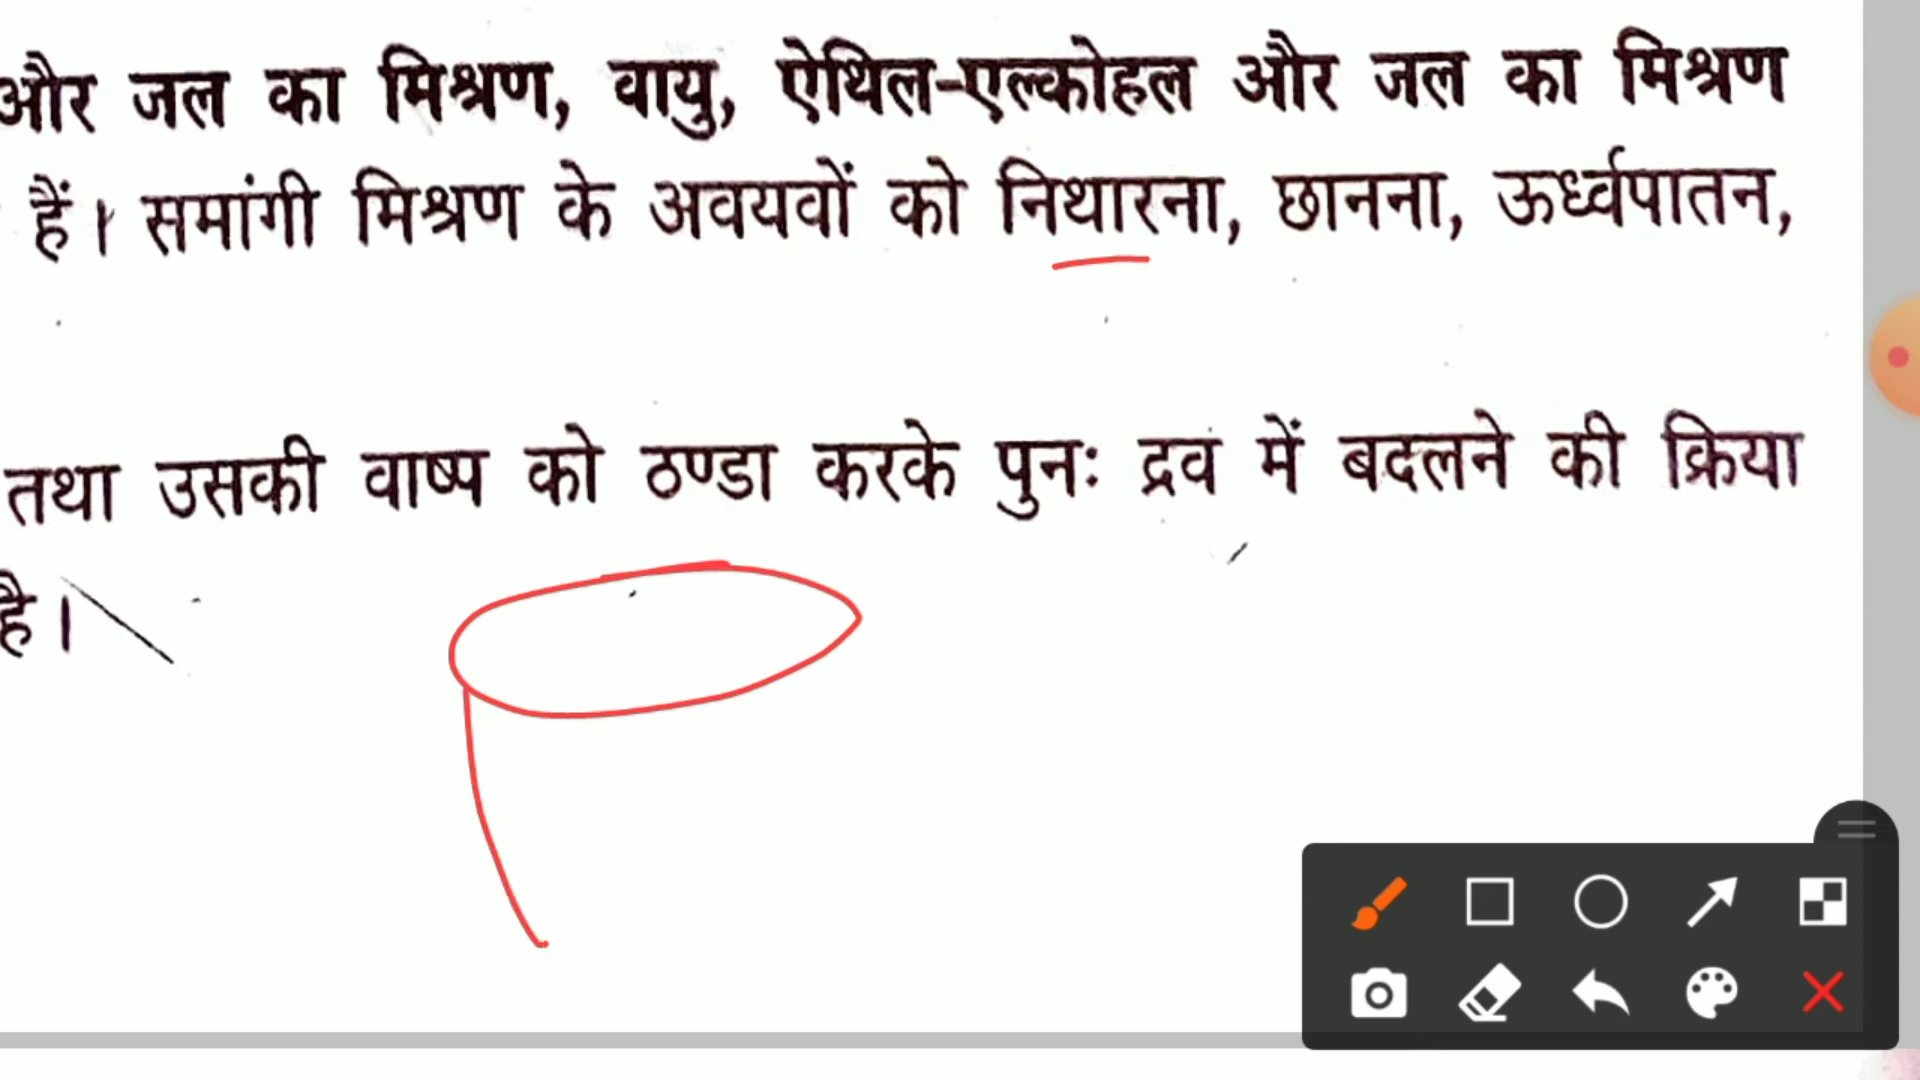 और जल का मिश्रण, वायु, ऐथिल-एल्कोहल और जल का मिश्रण
हैं। समांगी मिश्रण के अवयवों को निथारना, छानना, ऊर्ध्वपातन,
तथा उसकी वाष्प को ठण्डा करके पुनः द्रव में बदलने की क्रिया
है।